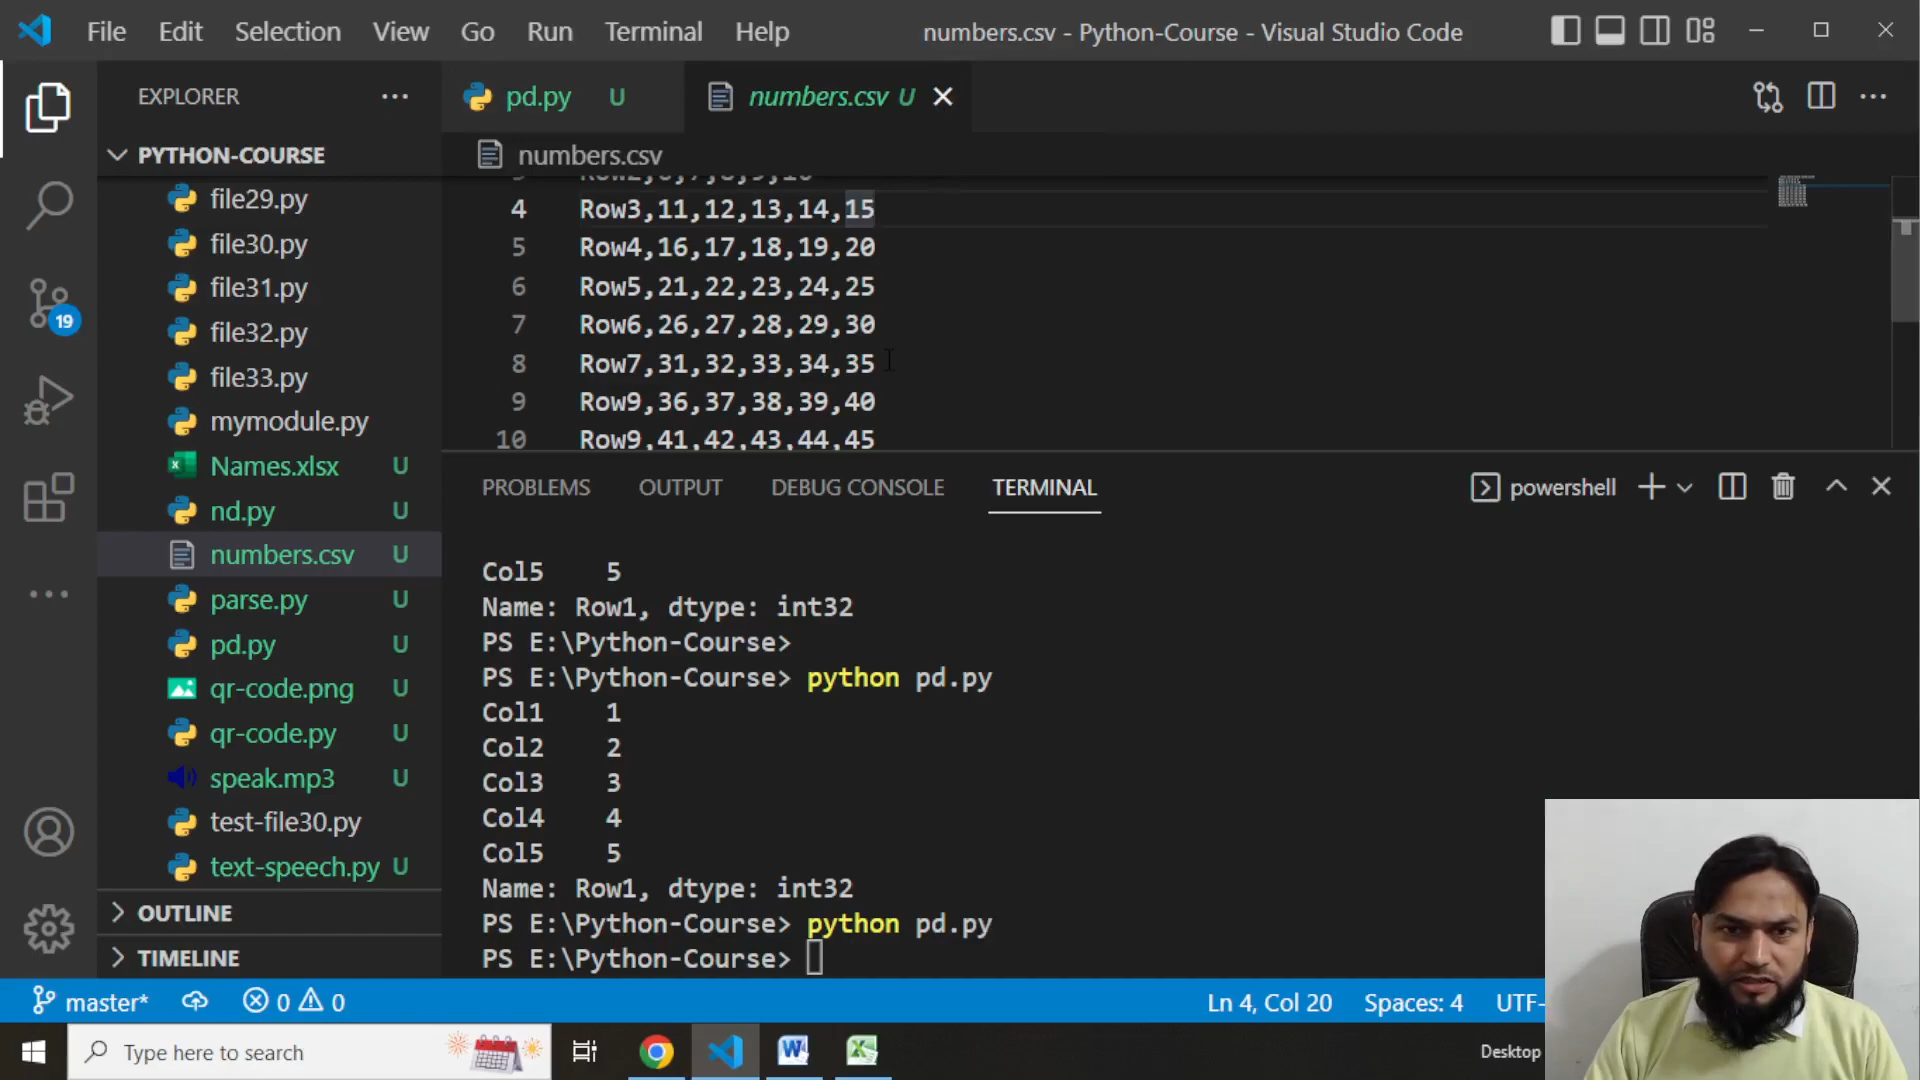 File Edit Selection View Go Run Terminal Help numbers.csv - Python-Course - Visual Studio Code
EXPLORER
pd.py U
numbers.csv U
PYTHON-COURSE
numbers.csv
file29.py
file30.py
file31.py
file32.py
file33.py
mymodule.py
Names.xlsx U
nd.py U
numbers.csv U
parse.py U
pd.py U
qr-code.png U
qr-code.py U
speak.mp3 U
test-file30.py
text-speech.py U
OUTLINE
TIMELINE
19
3 Row2,6,7,8,9,10
4 Row3,11,12,13,14,15
5 Row4,16,17,18,19,20
6 Row5,21,22,23,24,25
7 Row6,26,27,28,29,30
8 Row7,31,32,33,34,35
9 Row9,36,37,38,39,40
10 Row9,41,42,43,44,45
PROBLEMS OUTPUT DEBUG CONSOLE TERMINAL powershell
Col5 5
Name: Row1, dtype: int32
PS E:\Python-Course>
PS E:\Python-Course> python pd.py
Col1 1
Col2 2
Col3 3
Col4 4
Col5 5
Name: Row1, dtype: int32
PS E:\Python-Course> python pd.py
PS E:\Python-Course>
master* 0 0 Ln 4, Col 20 Spaces: 4 UTF-
Type here to search Desktop